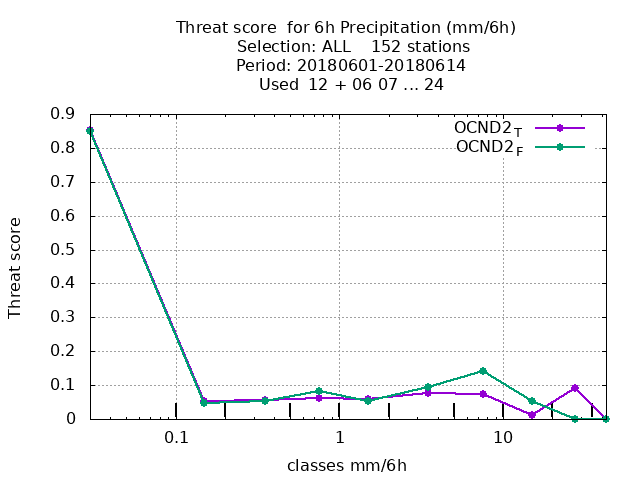 Threat score  for 6h Precipitation (mm/6h)
Selection: ALL    152 stations
Period: 20180601-20180614
Used  12 + 06 07 ... 24
OCND2_T
OCND2_F
0.9
0.8
0.7
0.6
0.5
0.4
0.3
0.2
0.1
0
Threat score
0.1 1 10
classes mm/6h